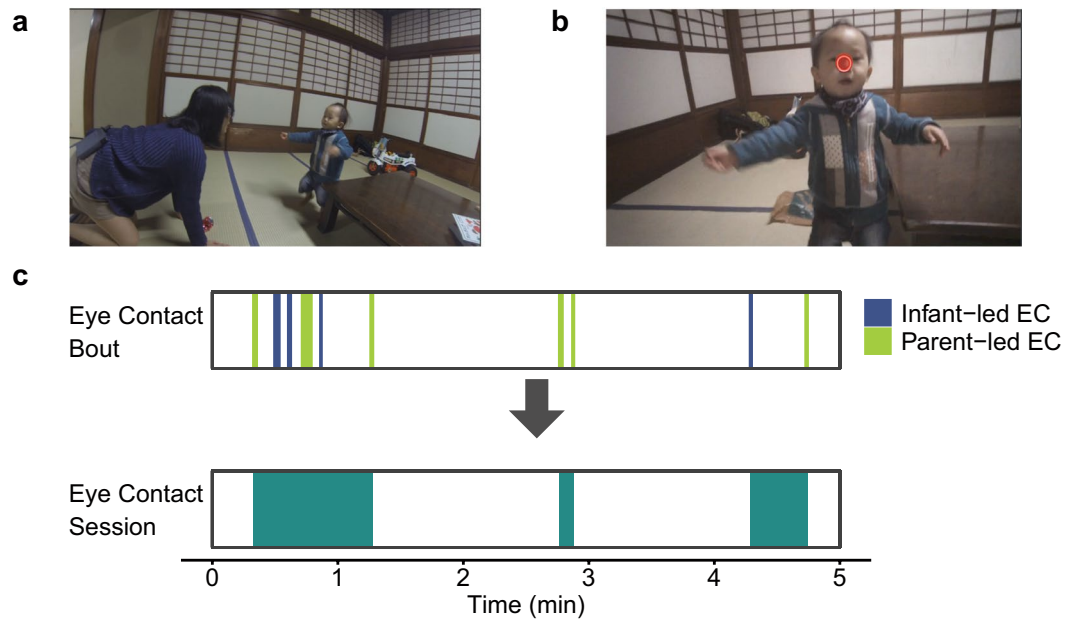 a
b
c
Eye Contact
Bout
Infant−led EC
Parent−led EC
Eye Contact
Session
0 1 2 3 4 5
Time (min)